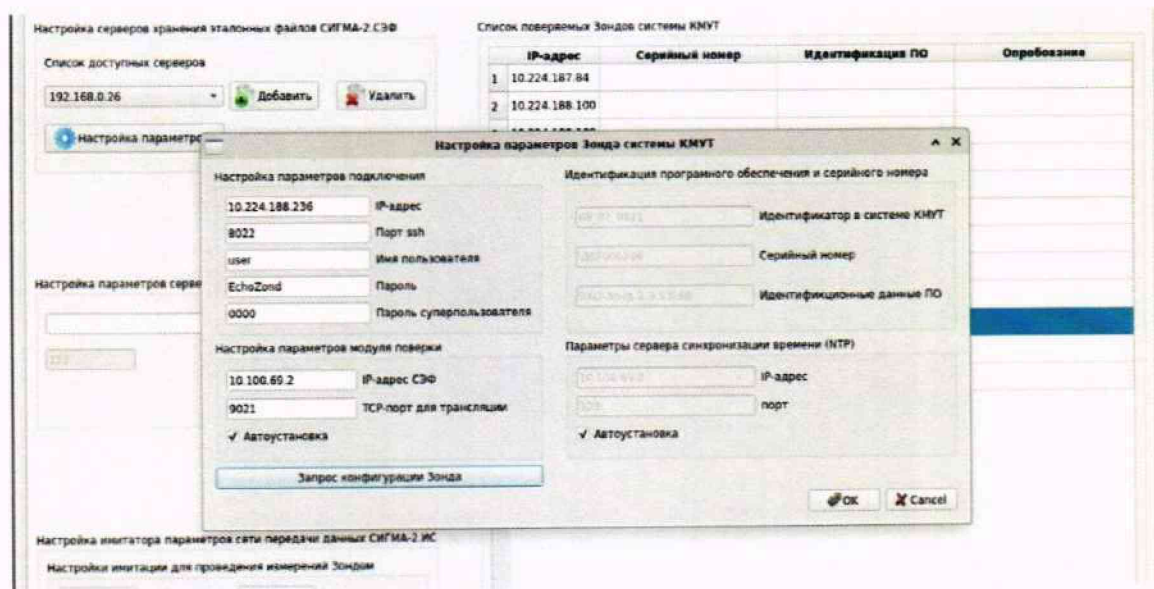 Настройка серверов хранения эталонных файлов СИГМА-2.СЭФ
Список доступных серверов
192.168.0.26
Добавить
Удалить
Настройка параметро
Список поверяемых Зондов системы КМУТ
IP-адрес Серийный номер Идентификация ПО Опробование
1 10.224.187.84
2 10.224.188.100
Настройка параметров Зонда системы КМУТ
Настройка параметров подключения
10.224.188.236 IP-адрес
8022 Порт ssh
user Имя пользователя
EchoZond Пароль
0000 Пароль суперпользователя
Настройка параметров модуля поверки
10.100.69.2 IP-адрес СЭФ
9021 TCP-порт для трансляции
✓ Автоустановка
Запрос конфигурации Зонда
Идентификация програмного обеспечения и серийного номера
Идентификатор в системе КМУТ
Серийный номер
Идентификционные данные ПО
Параметры сервера синхронизации времени (NTP)
IP-адрес
порт
✓ Автоустановка
OK
Cancel
Настройка параметров серве
Настройка имитатора параметров сети передачи данных СИГМА-2 ИС
Настройки имитации для проведения измерений Зондом